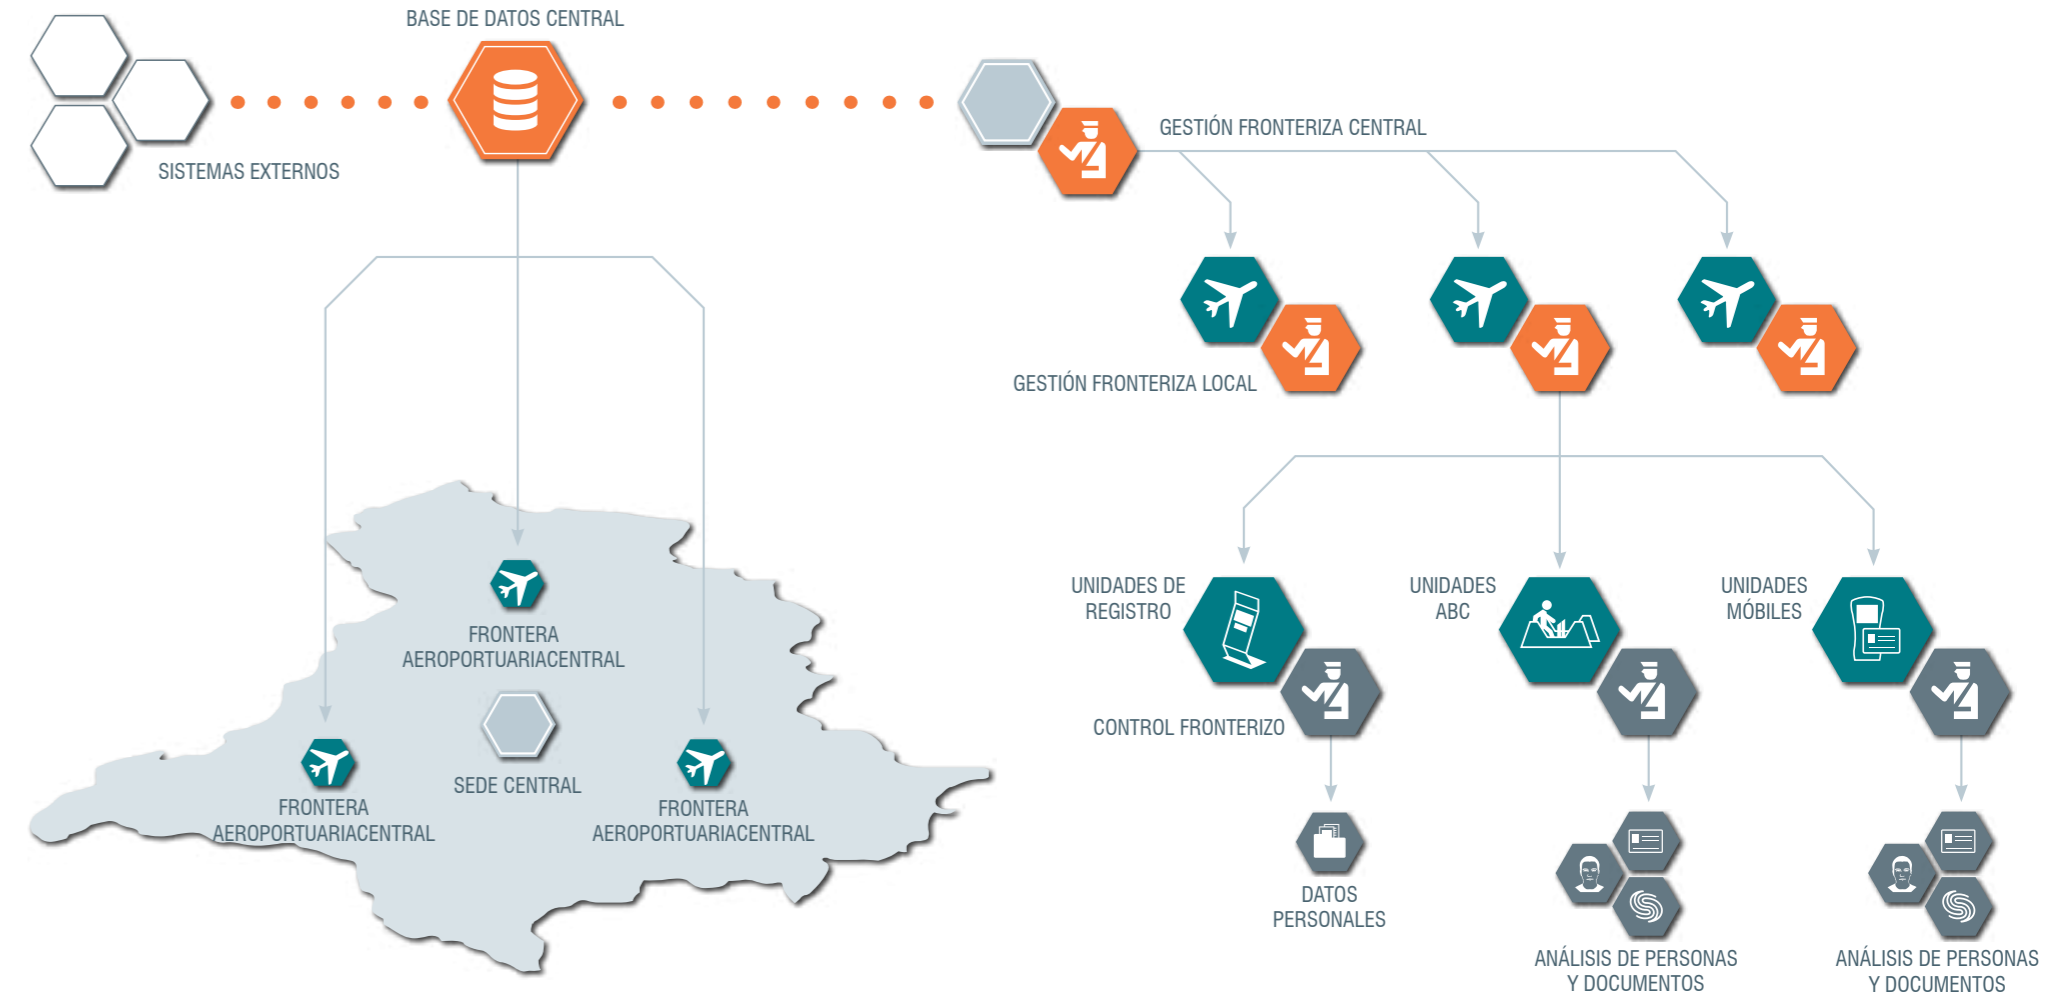 BASE DE DATOS CENTRAL
SISTEMAS EXTERNOS
GESTIÓN FRONTERIZA CENTRAL
GESTIÓN FRONTERIZA LOCAL
FRONTERA
AEROPORTUARIACENTRAL
SEDE CENTRAL
FRONTERA
AEROPORTUARIACENTRAL
FRONTERA
AEROPORTUARIACENTRAL
UNIDADES DE
REGISTRO
UNIDADES
ABC
UNIDADES
MÓBILES
CONTROL FRONTERIZO
DATOS
PERSONALES
ANÁLISIS DE PERSONAS
Y DOCUMENTOS
ANÁLISIS DE PERSONAS
Y DOCUMENTOS